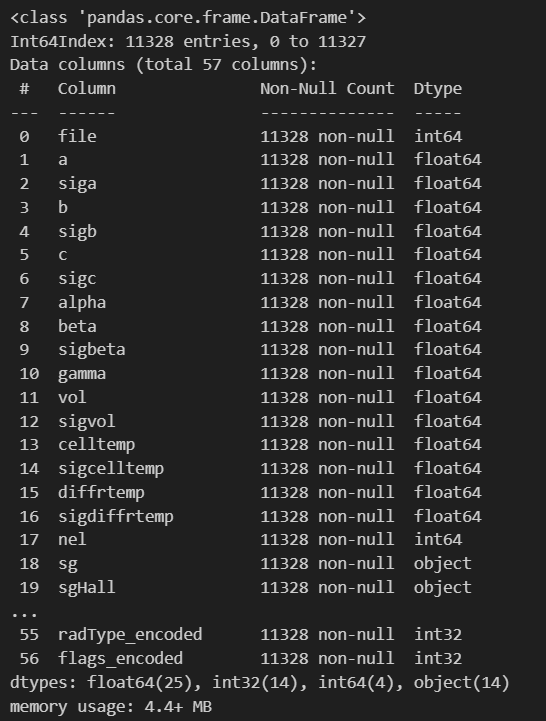 <class 'pandas.core.frame.DataFrame'>
Int64Index: 11328 entries, 0 to 11327
Data columns (total 57 columns):
 #   Column               Non-Null Count  Dtype
---  ------               --------------  -----
 0   file                 11328 non-null  int64
 1   a                    11328 non-null  float64
 2   siga                 11328 non-null  float64
 3   b                    11328 non-null  float64
 4   sigb                 11328 non-null  float64
 5   c                    11328 non-null  float64
 6   sigc                 11328 non-null  float64
 7   alpha                11328 non-null  float64
 8   beta                 11328 non-null  float64
 9   sigbeta              11328 non-null  float64
 10  gamma                11328 non-null  float64
 11  vol                  11328 non-null  float64
 12  sigvol               11328 non-null  float64
 13  celltemp             11328 non-null  float64
 14  sigcelltemp          11328 non-null  float64
 15  diffrtemp            11328 non-null  float64
 16  sigdiffrtemp         11328 non-null  float64
 17  nel                  11328 non-null  int64
 18  sg                   11328 non-null  object
 19  sgHall               11328 non-null  object
...
 55  radType_encoded      11328 non-null  int32
 56  flags_encoded        11328 non-null  int32
dtypes: float64(25), int32(14), int64(4), object(14)
memory usage: 4.4+ MB